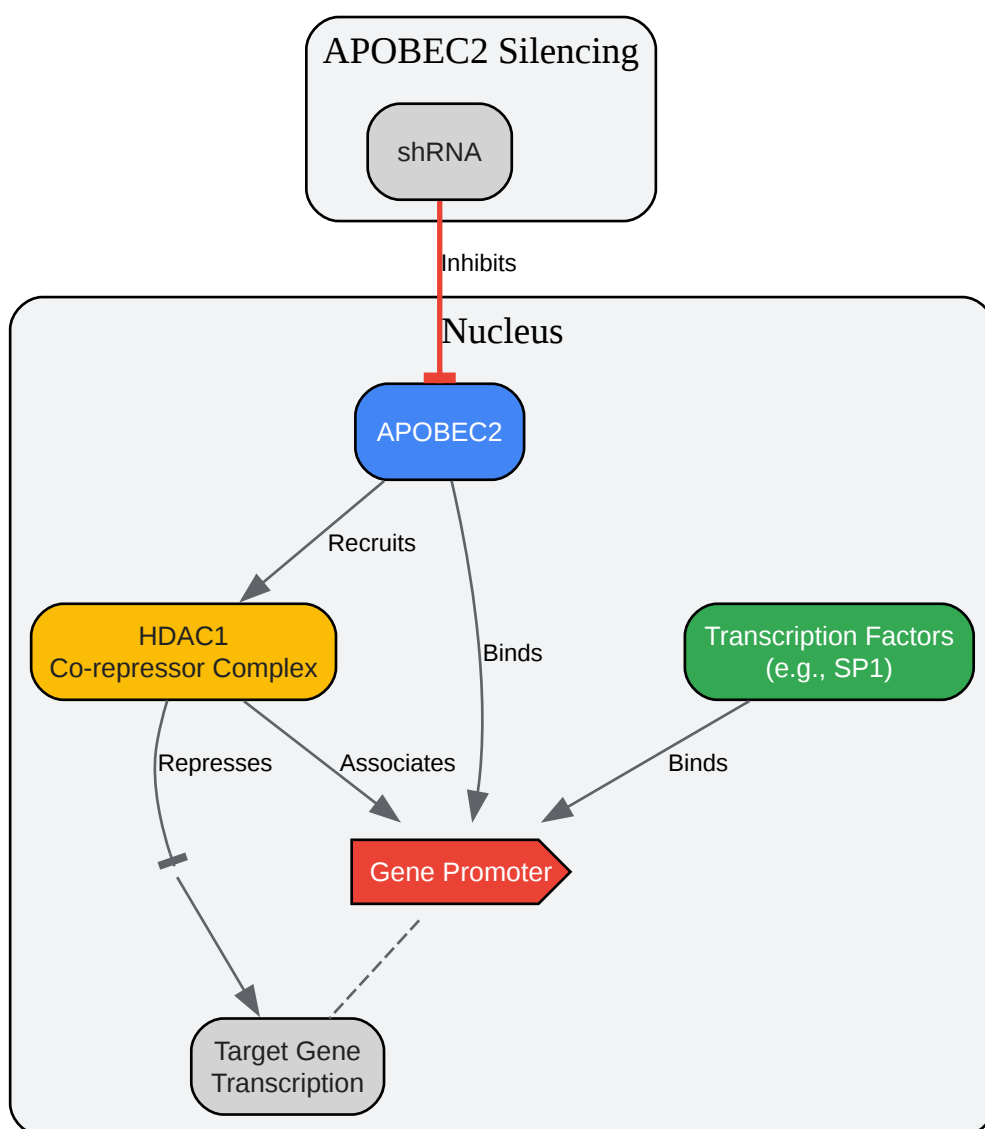 APOBEC2 Silencing
shRNA
Inhibits
Nucleus
APOBEC2
Recruits
HDAC1
Co-repressor Complex
Binds
Transcription Factors
(e.g., SP1)
Represses
Associates
Binds
Gene Promoter
Target Gene
Transcription